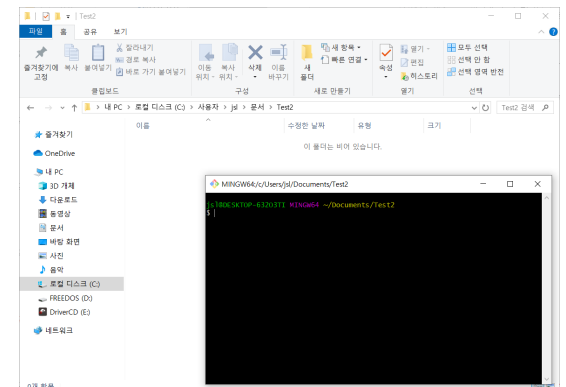 Test2
파일 홈 공유 보기
즐겨찾기에 고정
복사
붙여넣기
잘라내기
경로 복사
바로 가기 붙여넣기
클립보드
이동 위치
복사 위치
삭제
이름 바꾸기
구성
새 폴더
새 항목
빠른 연결
새로 만들기
속성
열기
편집
히스토리
열기
모두 선택
선택 안 함
선택 영역 반전
선택
내 PC > 로컬 디스크 (C:) > 사용자 > jsl > 문서 > Test2
Test2 검색
이름 수정한 날짜 유형 크기
이 폴더는 비어 있습니다.
즐겨찾기
OneDrive
내 PC
3D 개체
다운로드
동영상
문서
바탕 화면
사진
음악
로컬 디스크 (C:)
FREEDOS (D:)
DriverCD (E:)
네트워크
0개 항목
MINGW64:/c/Users/jsl/Documents/Test2
jsl@DESKTOP-632O3TI MINGW64 ~/Documents/Test2
$